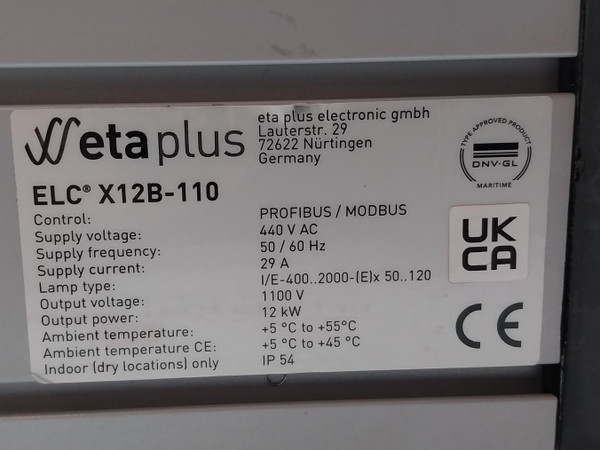 eta plus
eta plus electronic gmbh
Lauterstr. 29
72622 Nürtingen
Germany
ELC® X12B-110
Control: PROFIBUS / MODBUS
Supply voltage: 440 V AC
Supply frequency: 50 / 60 Hz
Supply current: 29 A
Lamp type: I/E-400..2000-(E)x 50..120
Output voltage: 1100 V
Output power: 12 kW
Ambient temperature: +5 °C to +55°C
Ambient temperature CE: +5 °C to +45 °C
Indoor (dry locations) only IP 54
TYPE APPROVED PRODUCT
DNV·GL
MARITIME
UK
CA
CE